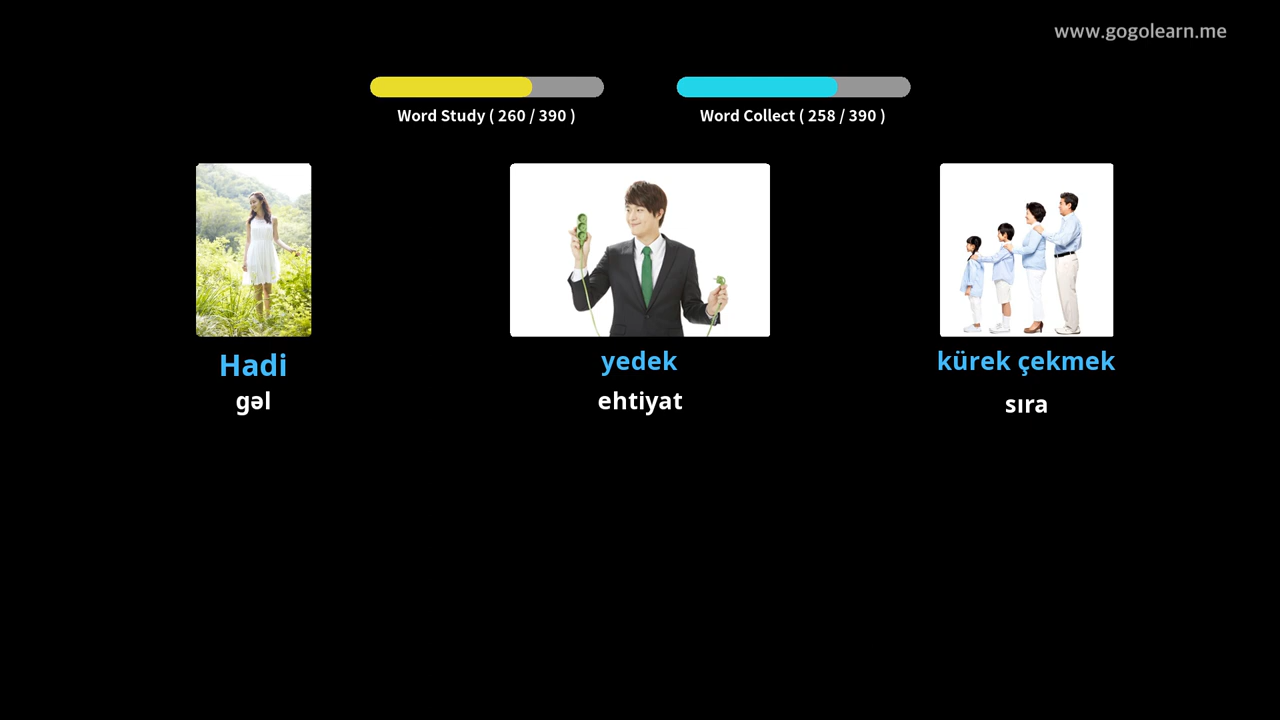 www.gogolearn.me
Word Study ( 260 / 390 )
Word Collect ( 258 / 390 )
Hadi
gəl
yedek
ehtiyat
kürek çekmek
sıra